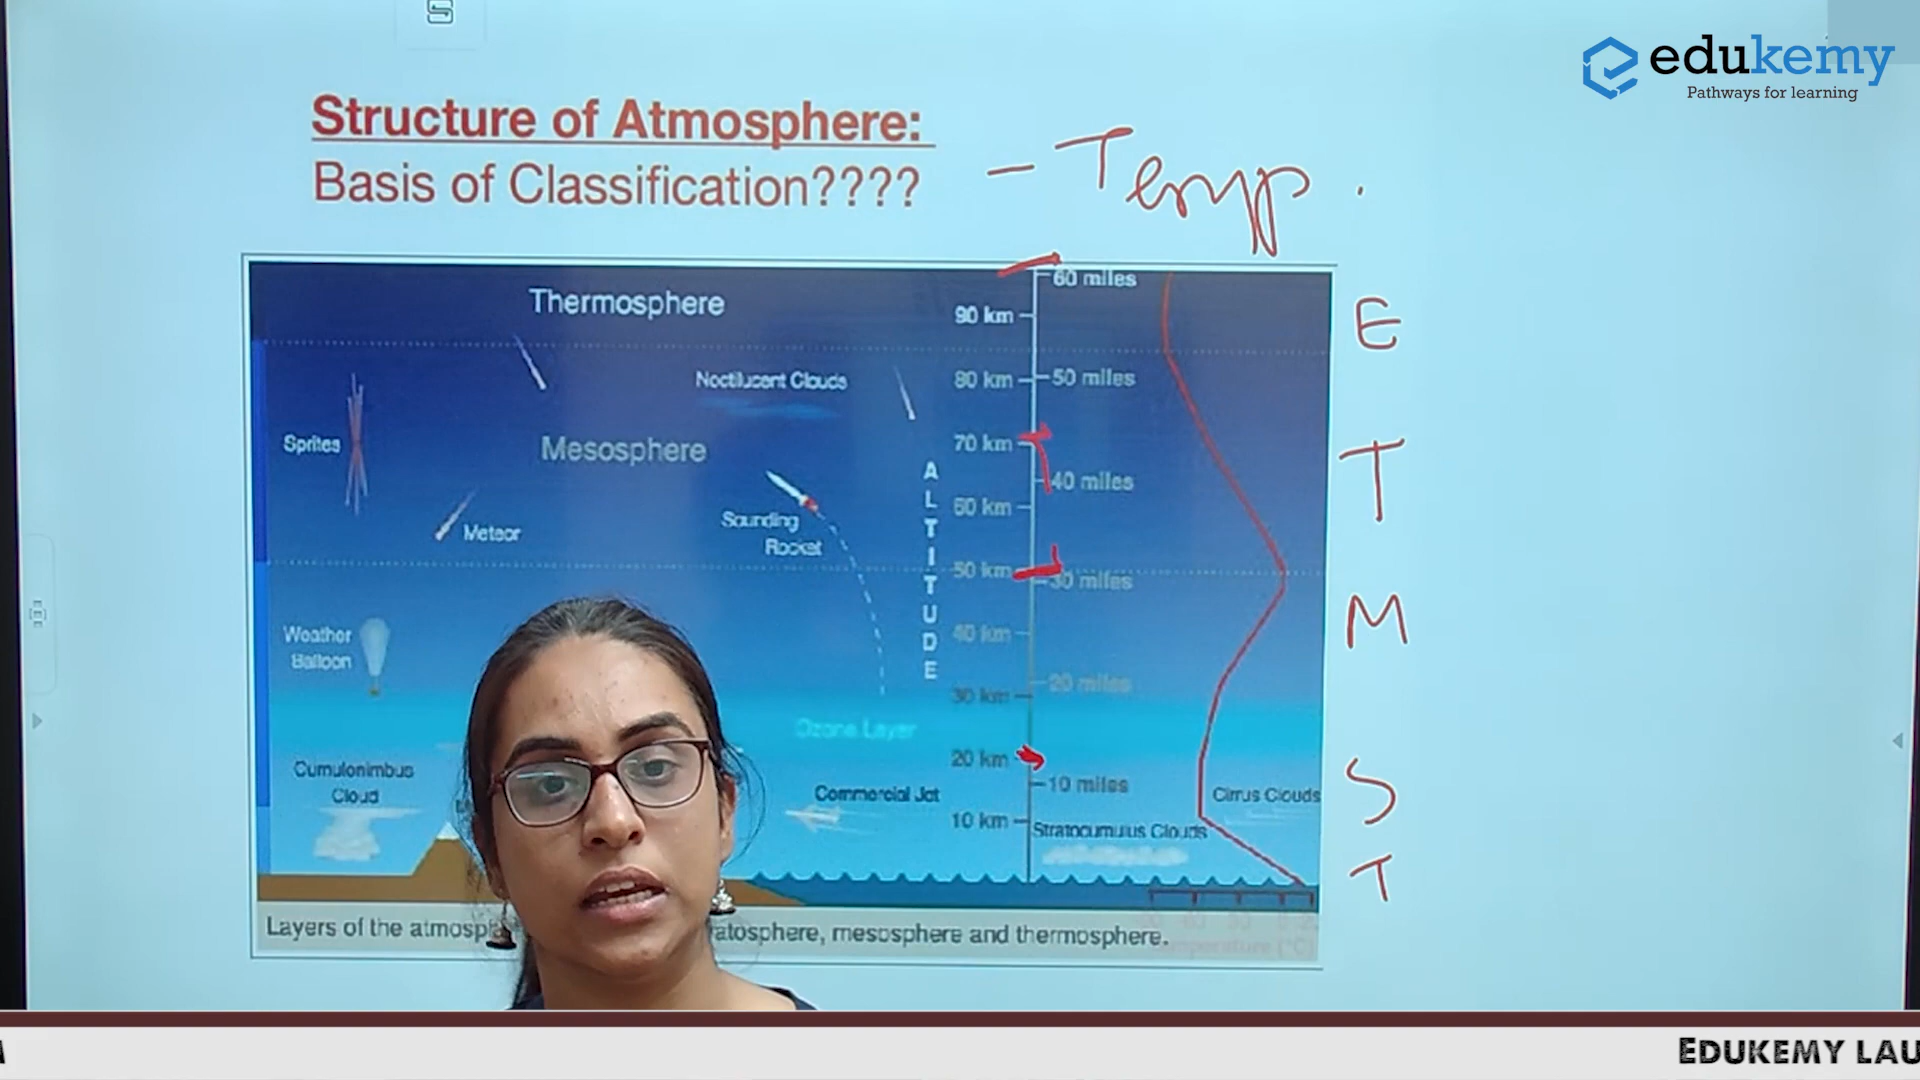 edukemy
Pathways for learning
Structure of Atmosphere:
Basis of Classification????
- Temp.
60 miles
Thermosphere
90 km
E
Noctilucent Clouds
80 km
50 miles
Sprites
Mesosphere
70 km
T
ALTITUDE
40 miles
60 km
Meteor
Sounding
Rocket
50 km
30 miles
M
Weather
Balloon
40 km
30 km
20 miles
Ozone Layer
20 km
S
Cumulonimbus
Cloud
Commercial Jet
10 miles
Cirrus Clouds
10 km
Stratocumulus Clouds
T
Layers of the atmosph
atosphere, mesosphere and thermosphere.
EDUKEMY LAU